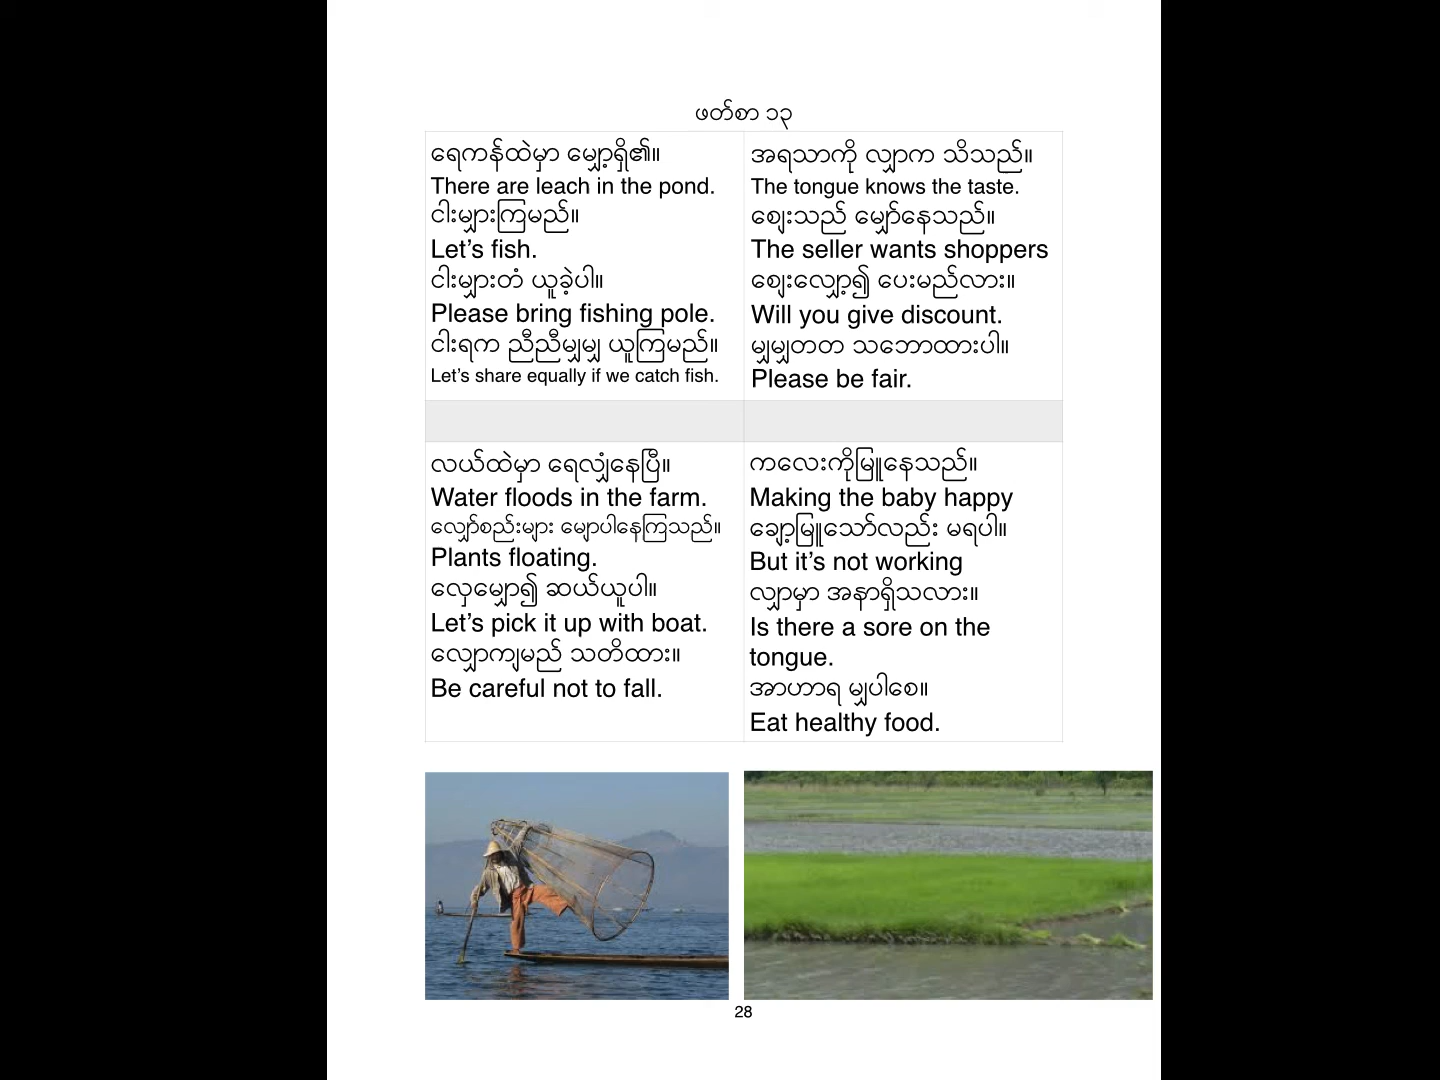 ဖတ်စာ ၁၃
ရေကန်ထဲမှာ မျှော့ရှိ၏။
There are leach in the pond.
ငါးမျှားကြမည်။
Let's fish.
ငါးမျှားတံ ယူခဲ့ပါ။
Please bring fishing pole.
ငါးရက ညီညီမျှမျှ ယူကြမည်။
Let's share equally if we catch fish.
အရသာကို လျှာက သိသည်။
The tongue knows the taste.
ဈေးသည် မျှော်နေသည်။
The seller wants shoppers
ဈေးလျှော့၍ ပေးမည်လား။
Will you give discount.
မျှမျှတတ သဘောထားပါ။
Please be fair.
လယ်ထဲမှာ ရေလျှံနေပြီ။
Water floods in the farm.
လျှော်စည်းများ မျောပါနေကြသည်။
Plants floating.
လှေမျှော၍ ဆယ်ယူပါ။
Let's pick it up with boat.
လျှောကျမည် သတိထား။
Be careful not to fall.
ကလေးကိုမြူနေသည်။
Making the baby happy
ချော့မြူသော်လည်း မရပါ။
But it's not working
လျှာမှာ အနာရှိသလား။
Is there a sore on the
tongue.
အာဟာရ မျှပါစေ။
Eat healthy food.
28